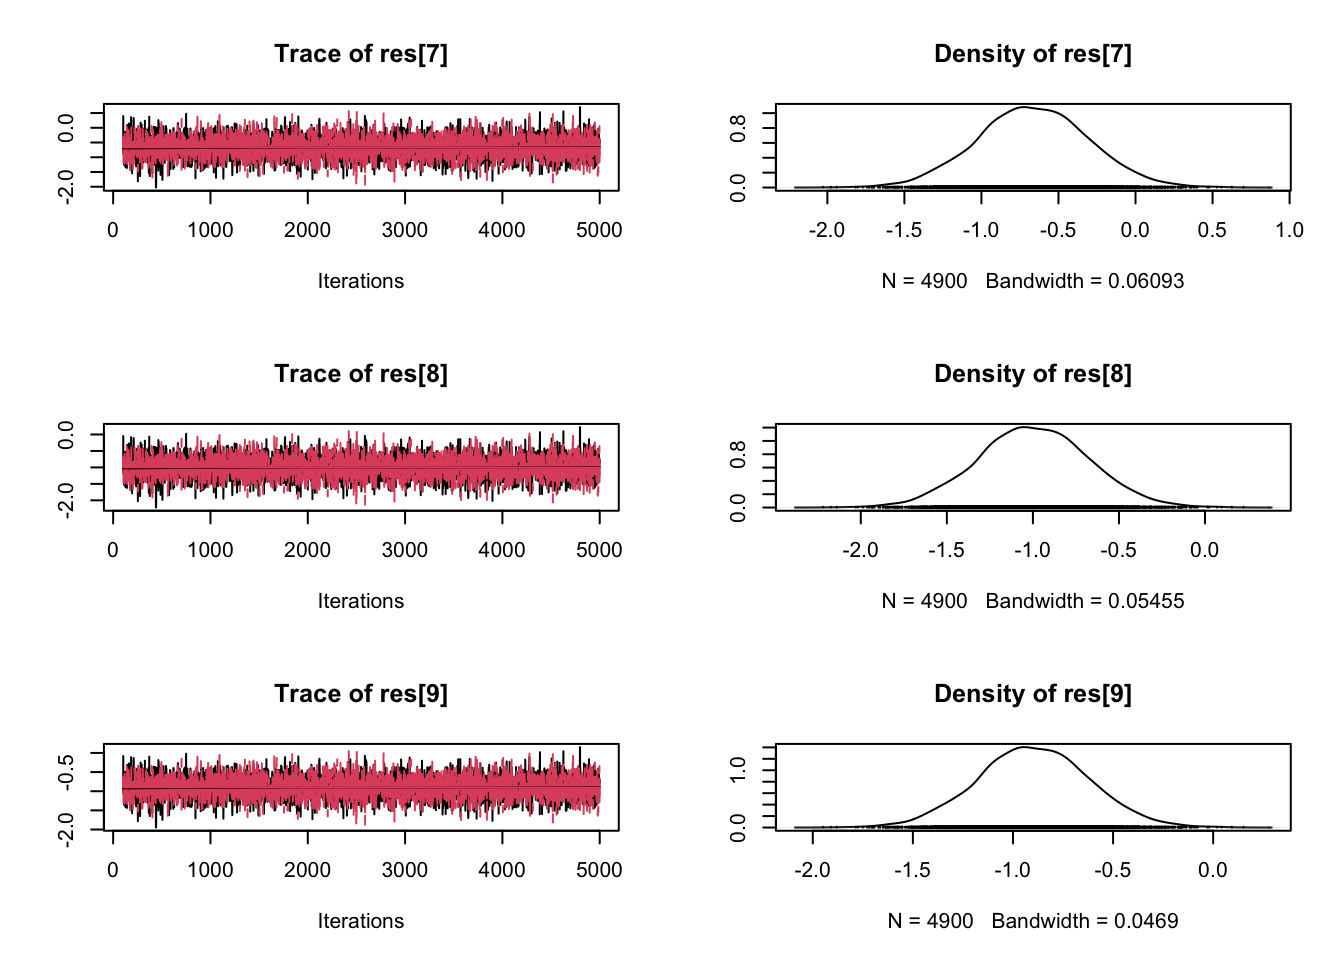 Trace of res[7]
0.0
-2.0
0 1000 2000 3000 4000 5000
Iterations
Density of res[7]
0.8
0.0
-2.0 -1.5 -1.0 -0.5 0.0 0.5 1.0
N = 4900 Bandwidth = 0.06093
Trace of res[8]
0.0
-2.0
0 1000 2000 3000 4000 5000
Iterations
Density of res[8]
0.8
0.0
-2.0 -1.5 -1.0 -0.5 0.0
N = 4900 Bandwidth = 0.05455
Trace of res[9]
-0.5
-2.0
0 1000 2000 3000 4000 5000
Iterations
Density of res[9]
1.0
0.0
-2.0 -1.5 -1.0 -0.5 0.0
N = 4900 Bandwidth = 0.0469